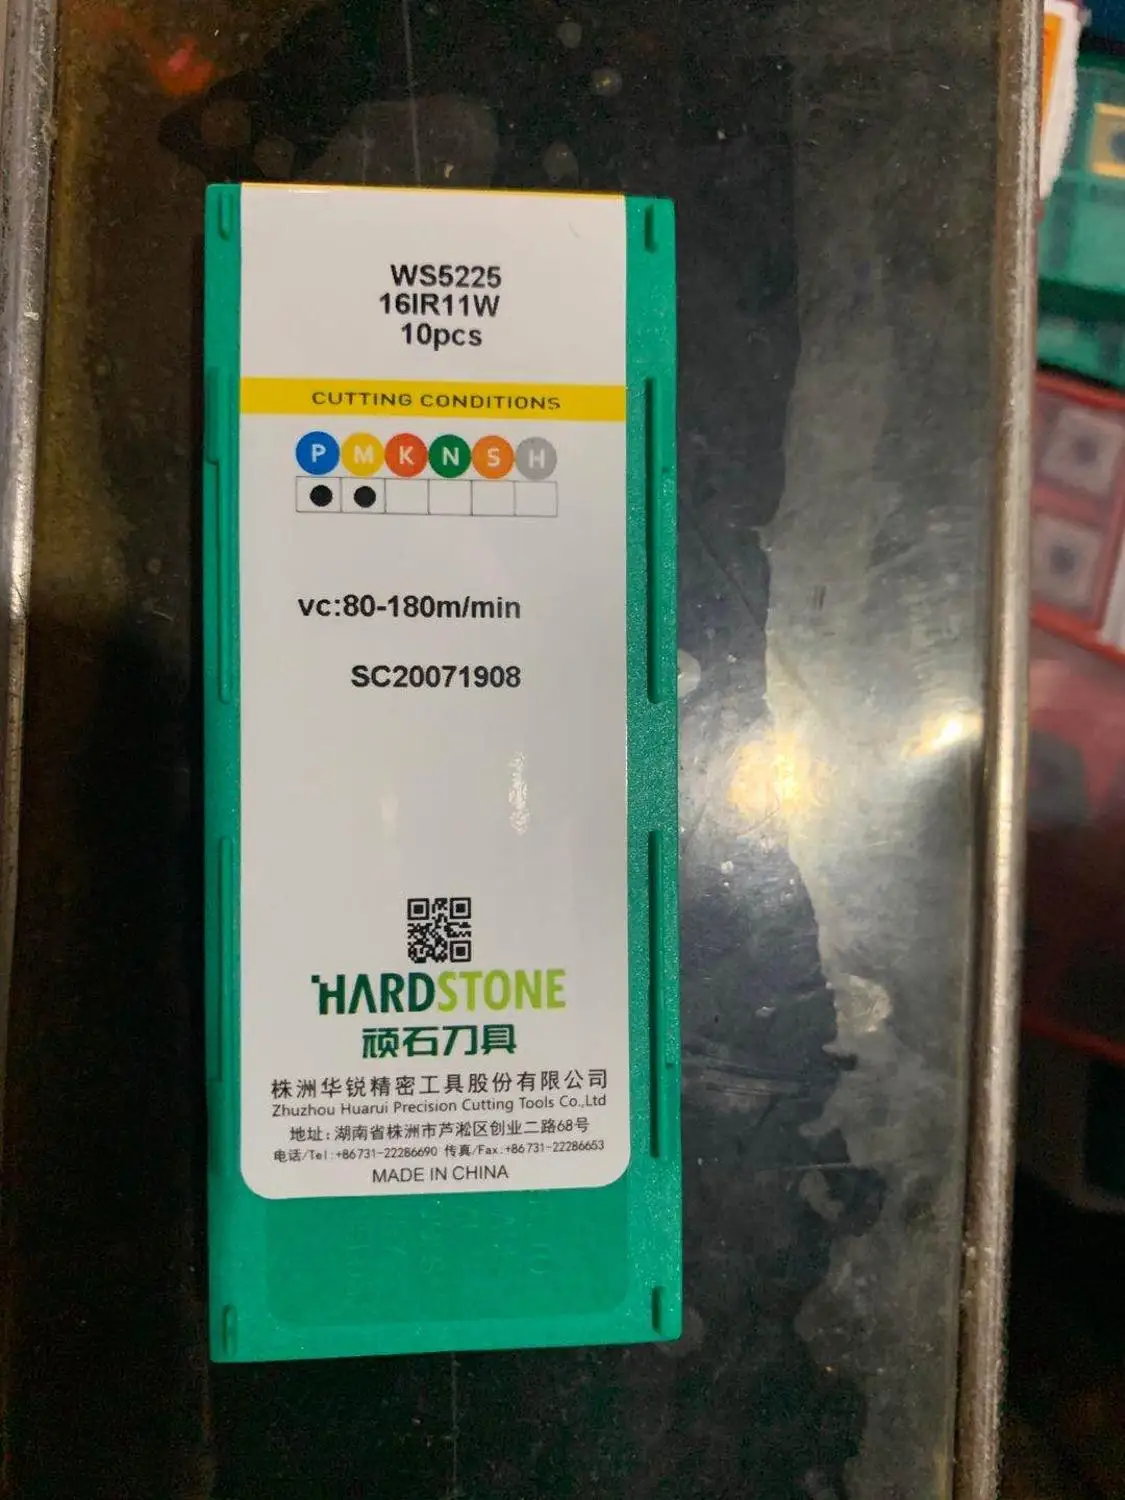 WS5225
16IR11W
10pcs
CUTTING CONDITIONS
P M K N S H
vc:80-180m/min
SC20071908
HARDSTONE
顽石刀具
株洲华锐精密工具股份有限公司
Zhuzhou Huarui Precision Cutting Tools Co.,Ltd
地址：湖南省株洲市芦淞区创业二路68号
电话/Tel:+86731-22286690 传真/Fax:+86731-22286653
MADE IN CHINA